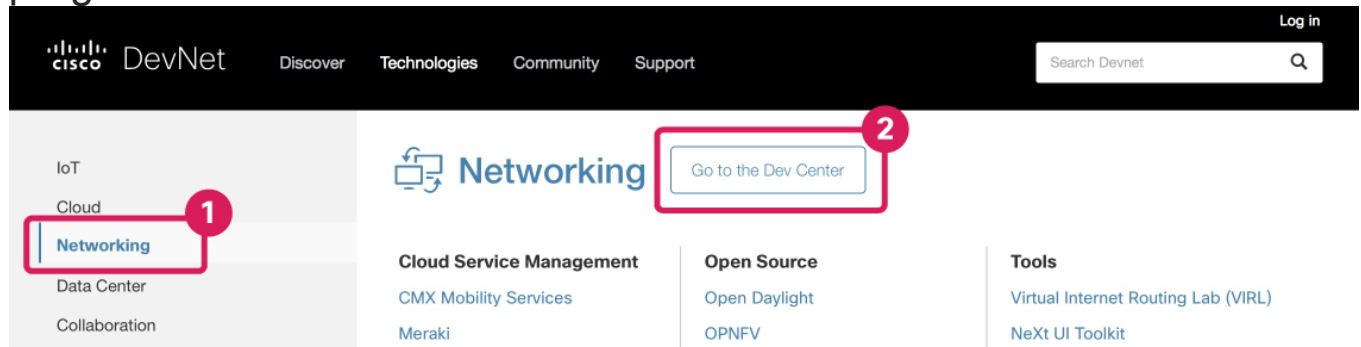 Log in
cisco DevNet Discover Technologies Community Support Search Devnet
2
IoT
Networking Go to the Dev Center
Cloud
1
Networking
Cloud Service Management Open Source Tools
Data Center
CMX Mobility Services Open Daylight Virtual Internet Routing Lab (VIRL)
Collaboration
Meraki OPNFV NeXt UI Toolkit